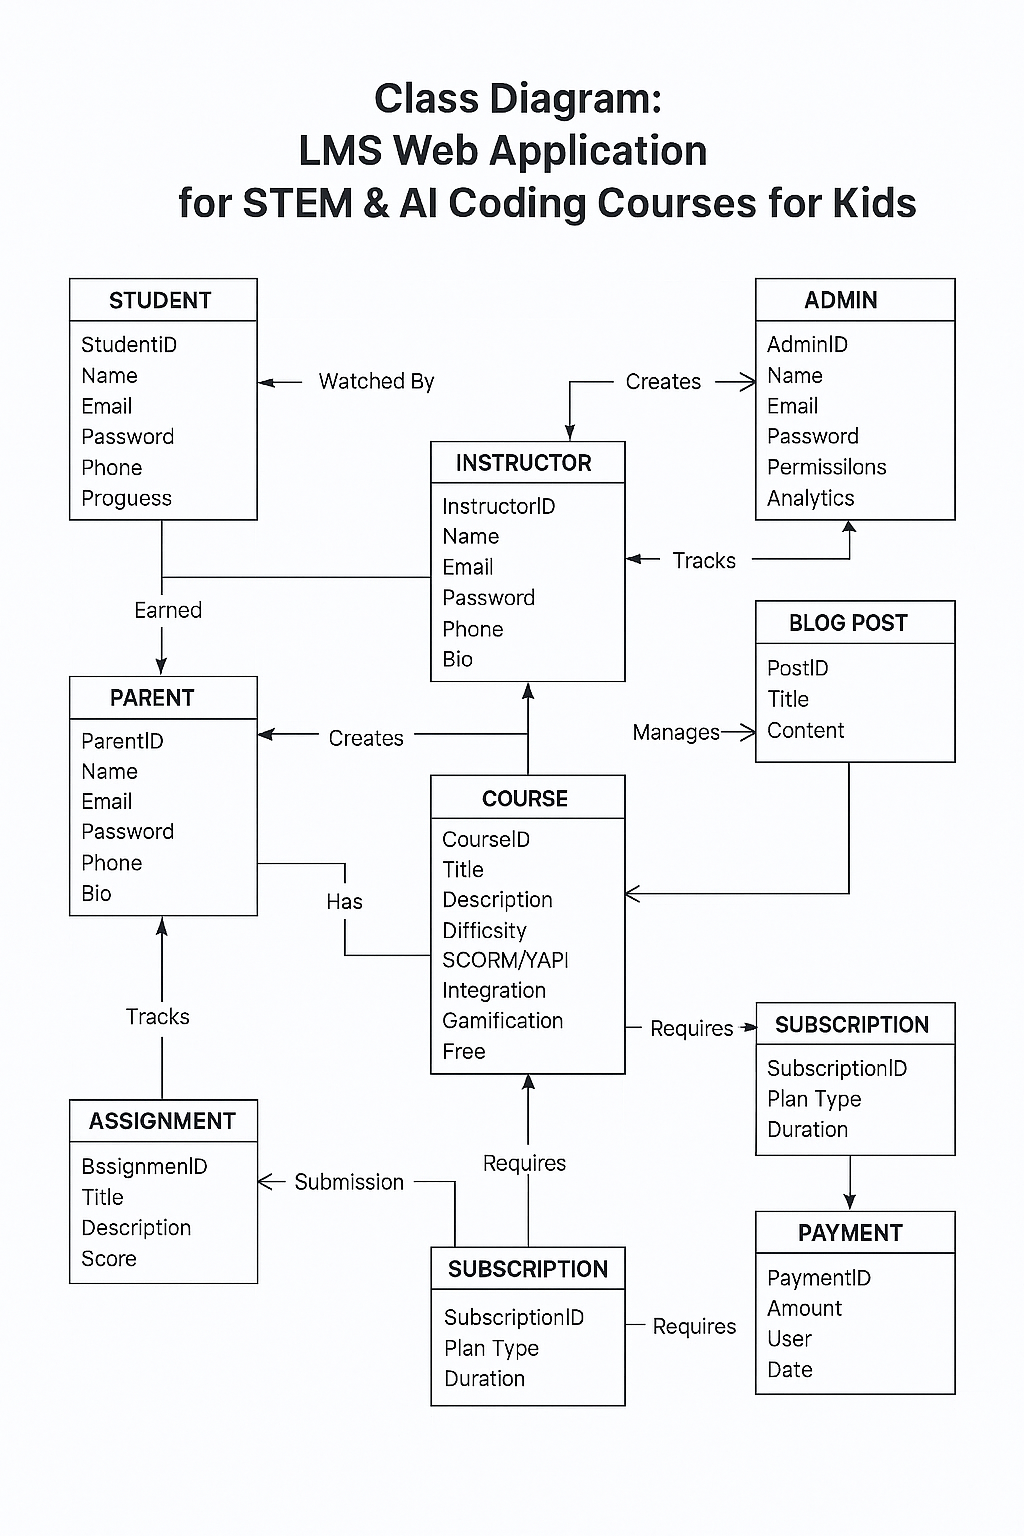 Class Diagram:
LMS Web Application
for STEM & AI Coding Courses for Kids
STUDENT
StudentiD
Name
Email
Password
Phone
Proguess
Watched By
Creates
ADMIN
AdminID
Name
Email
Password
Permissilons
Analytics
INSTRUCTOR
InstructorID
Name
Email
Password
Phone
Bio
Tracks
Earned
BLOG POST
PostID
Title
Content
Manages
PARENT
ParentID
Name
Email
Password
Phone
Bio
Creates
Has
COURSE
CourseID
Title
Description
Difficsity
SCORM/YAPI
Integration
Gamification
Free
Requires
SUBSCRIPTION
SubscriptionID
Plan Type
Duration
Tracks
ASSIGNMENT
BssignmenID
Title
Description
Score
Submission
Requires
SUBSCRIPTION
SubscriptionID
Plan Type
Duration
Requires
PAYMENT
PaymentID
Amount
User
Date